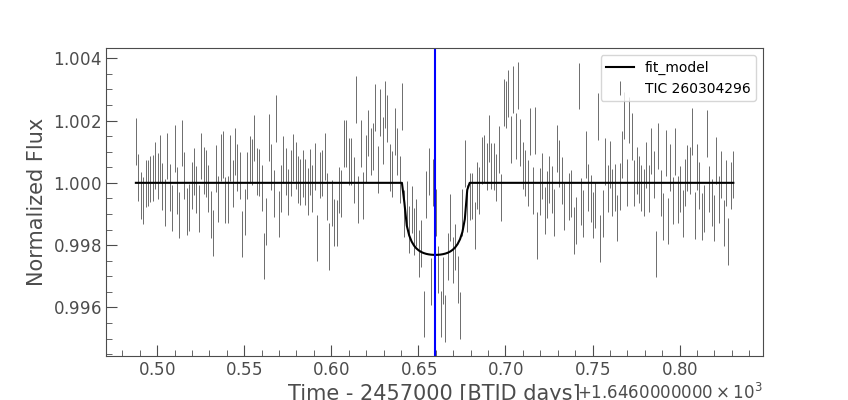 1.004
1.002
1.000
0.998
0.996
Normalized Flux
fit_model
TIC 260304296
0.50 0.55 0.60 0.65 0.70 0.75 0.80
Time - 2457000 [BTJD days]
+1.6460000000 × 10³